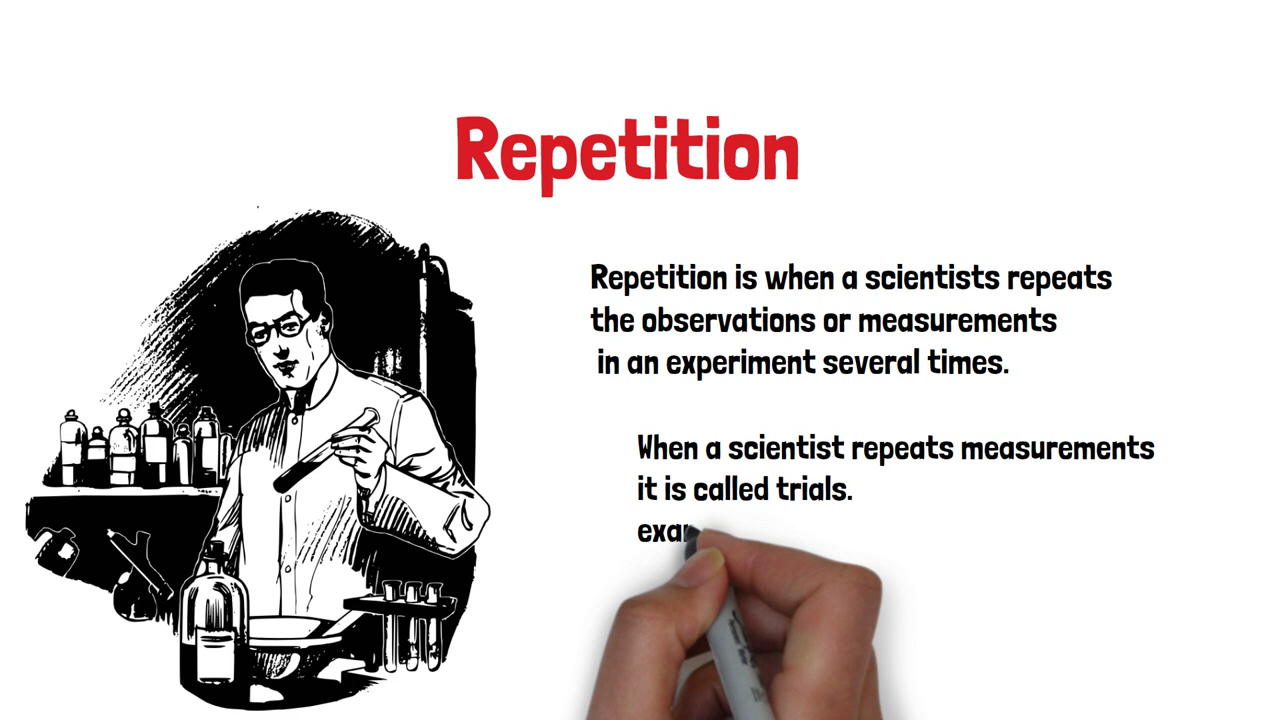 Repetition
Repetition is when a scientists repeats
the observations or measurements
in an experiment several times.
When a scientist repeats measurements
it is called trials.